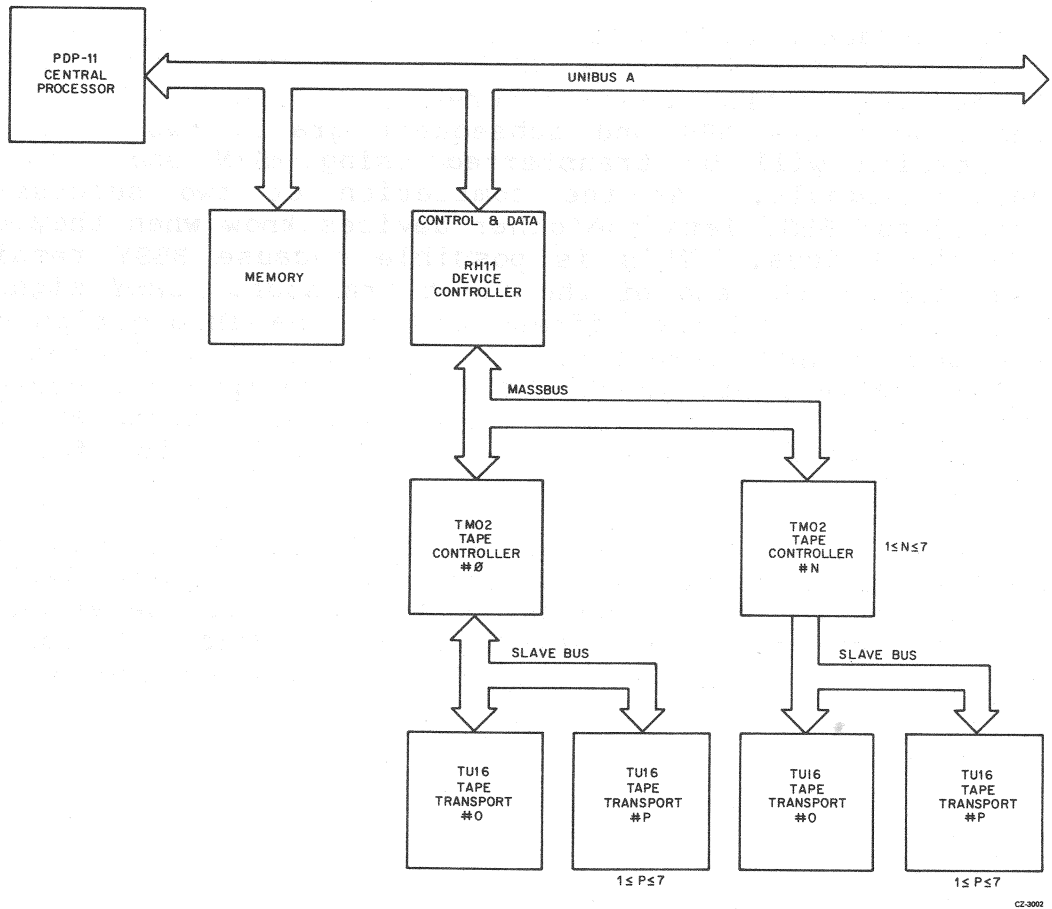 PDP-11
CENTRAL
PROCESSOR
UNIBUS A
MEMORY
CONTROL & DATA
RH11
DEVICE
CONTROLLER
MASSBUS
TM02
TAPE
CONTROLLER
#Ø
TM02
TAPE
CONTROLLER
#N
1≤N≤7
SLAVE BUS
SLAVE BUS
TU16
TAPE
TRANSPORT
#0
TU16
TAPE
TRANSPORT
#P
TU16
TAPE
TRANSPORT
#0
TU16
TAPE
TRANSPORT
#P
1≤P≤7
1≤P≤7
CZ-3002